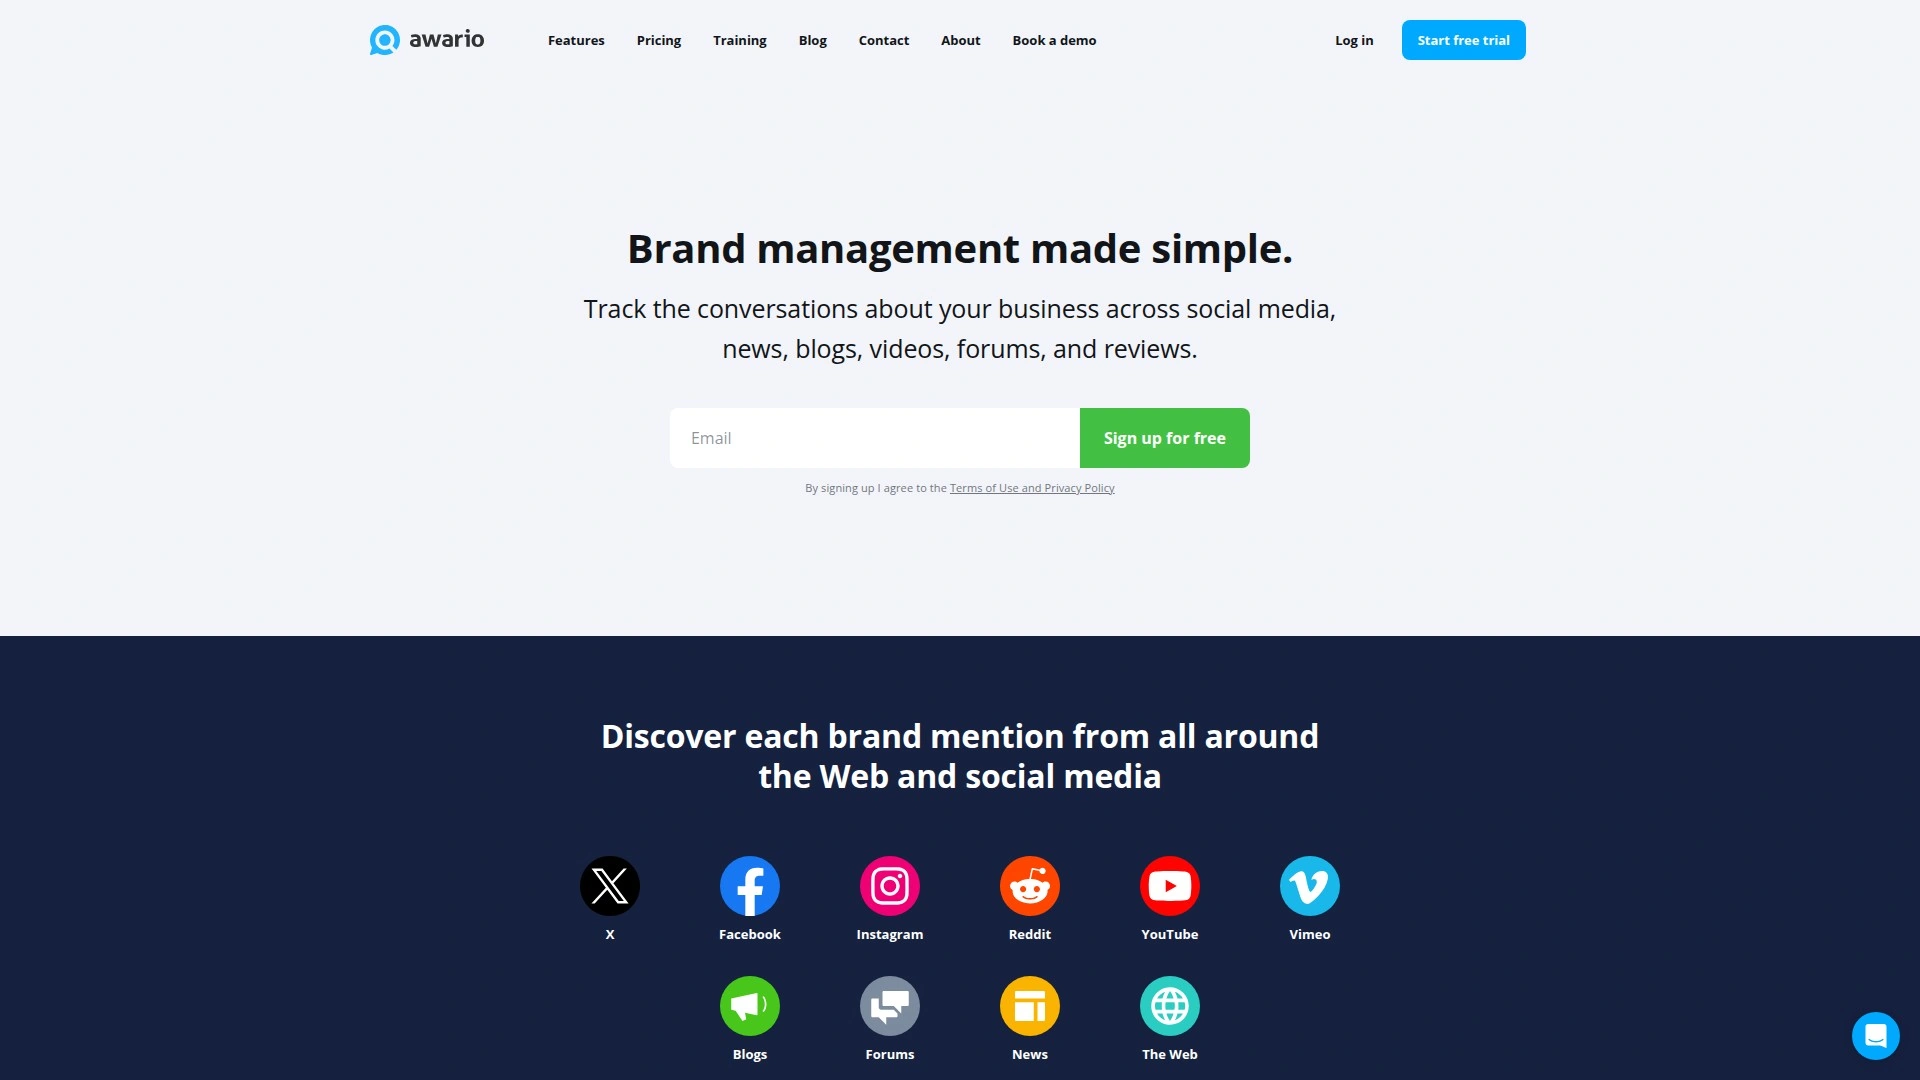 awario
Features
Pricing
Training
Blog
Contact
About
Book a demo
Log in
Start free trial
Brand management made simple.
Track the conversations about your business across social media,
news, blogs, videos, forums, and reviews.
Email
Sign up for free
By signing up I agree to the Terms of Use and Privacy Policy
Discover each brand mention from all around
the Web and social media
X
Facebook
Instagram
Reddit
YouTube
Vimeo
Blogs
Forums
News
The Web